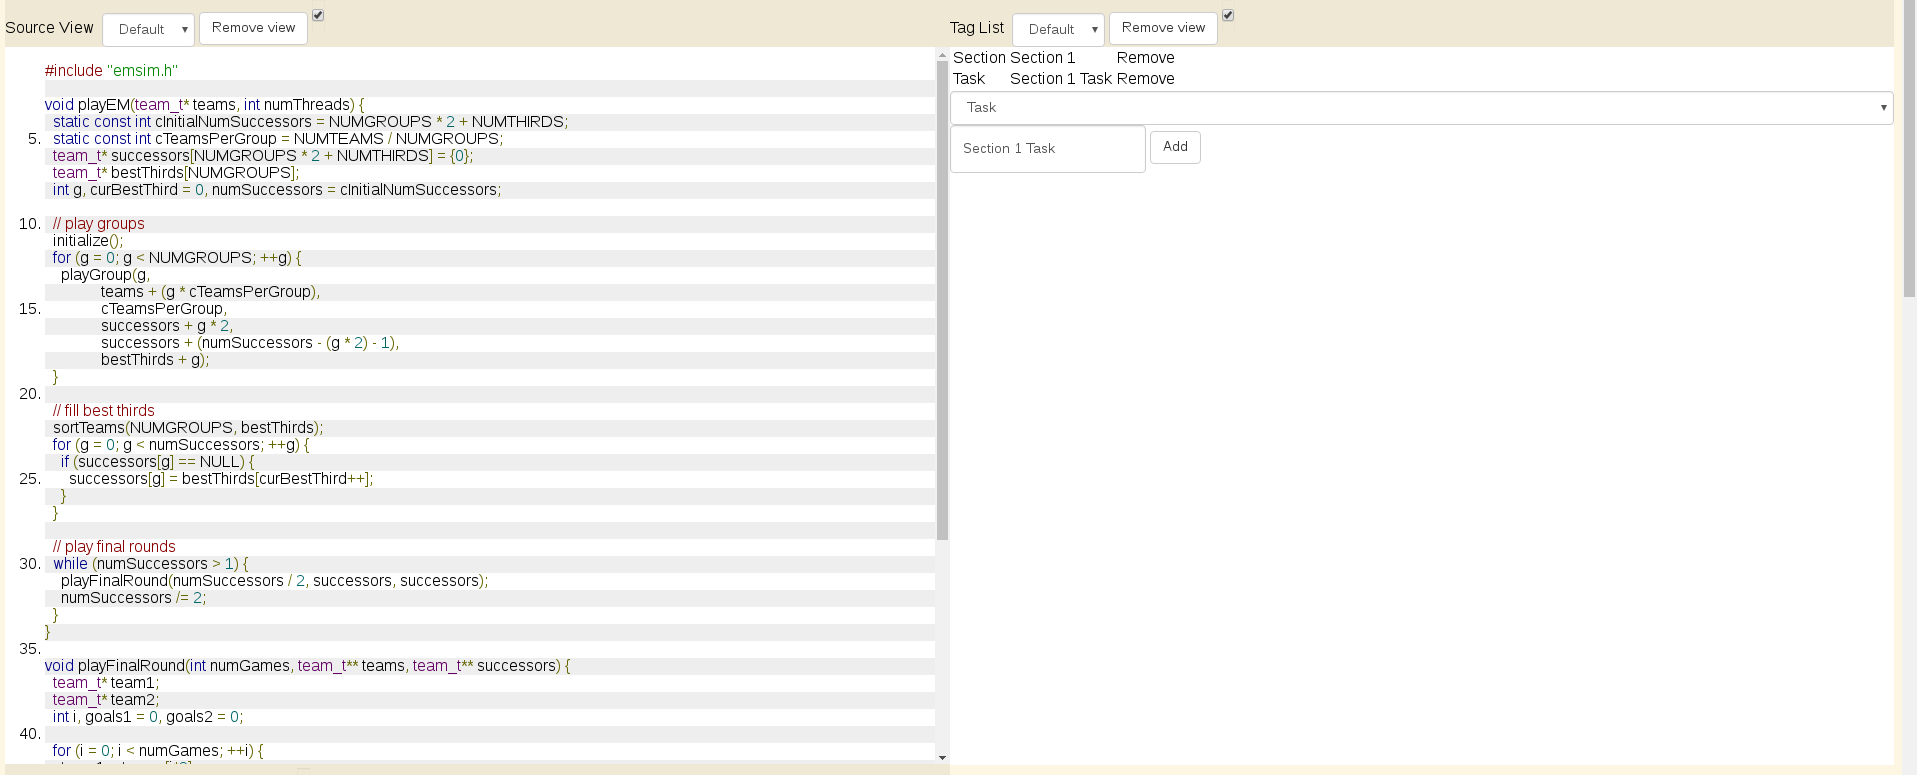 Source View Default Remove view
#include "emsim.h"
void playEM(team_t* teams, int numThreads) {
static const int cInitialNumSuccessors = NUMGROUPS * 2 + NUMTHIRDS;
5. static const int cTeamsPerGroup = NUMTEAMS / NUMGROUPS;
team_t* successors[NUMGROUPS * 2 + NUMTHIRDS] = {0};
team_t* bestThirds[NUMGROUPS];
int g, curBestThird = 0, numSuccessors = cInitialNumSuccessors;
10. // play groups
initialize();
for (g = 0; g < NUMGROUPS; ++g) {
playGroup(g,
teams + (g * cTeamsPerGroup),
15. cTeamsPerGroup,
successors + g * 2,
successors + (numSuccessors - (g * 2) - 1),
bestThirds + g);
}
20.
// fill best thirds
sortTeams(NUMGROUPS, bestThirds);
for (g = 0; g < numSuccessors; ++g) {
if (successors[g] == NULL) {
25. successors[g] = bestThirds[curBestThird++];
}
}
// play final rounds
30. while (numSuccessors > 1) {
playFinalRound(numSuccessors / 2, successors, successors);
numSuccessors /= 2;
}
}
35.
void playFinalRound(int numGames, team_t** teams, team_t** successors) {
team_t* team1;
team_t* team2;
int i, goals1 = 0, goals2 = 0;
40.
for (i = 0; i < numGames; ++i) {
Tag List Default Remove view
Section Section 1 Remove
Task Section 1 Task Remove
Task
Section 1 Task Add